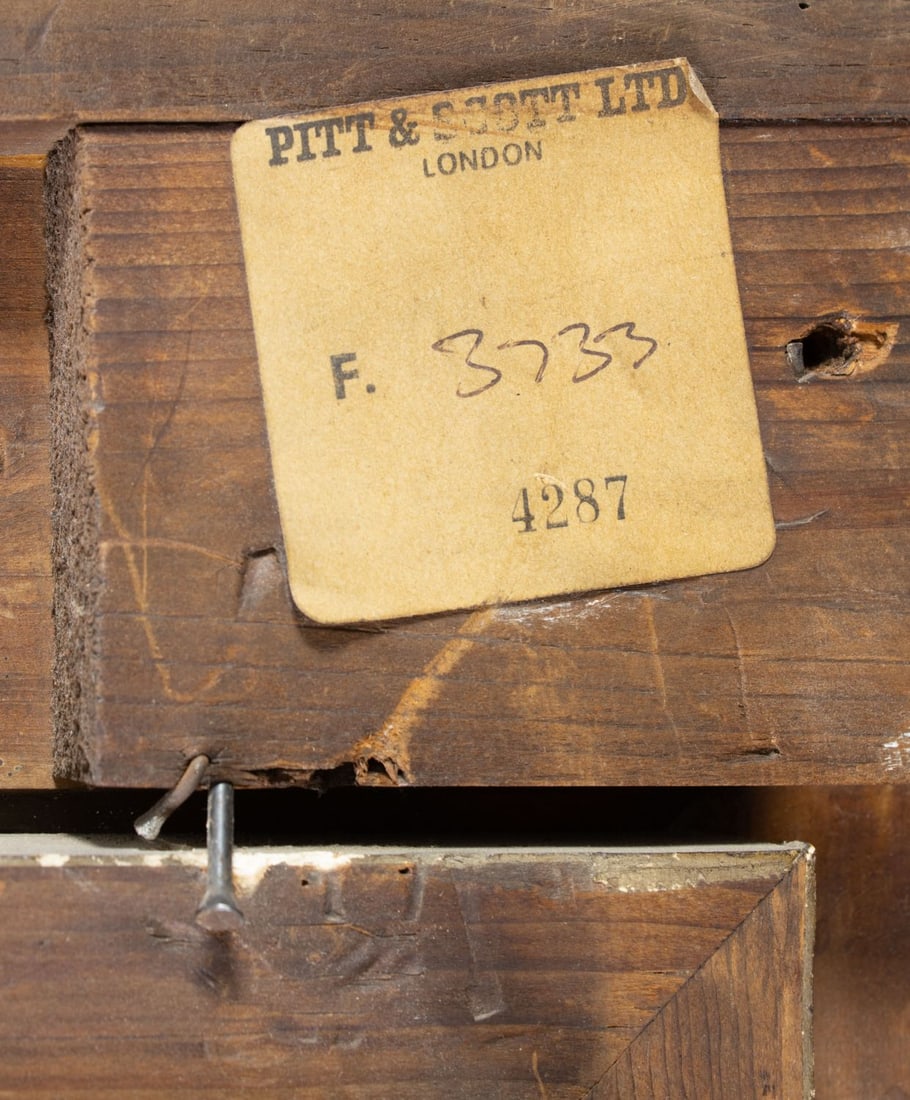 PITT & SCOTT LTD
LONDON
F. 3733
4287